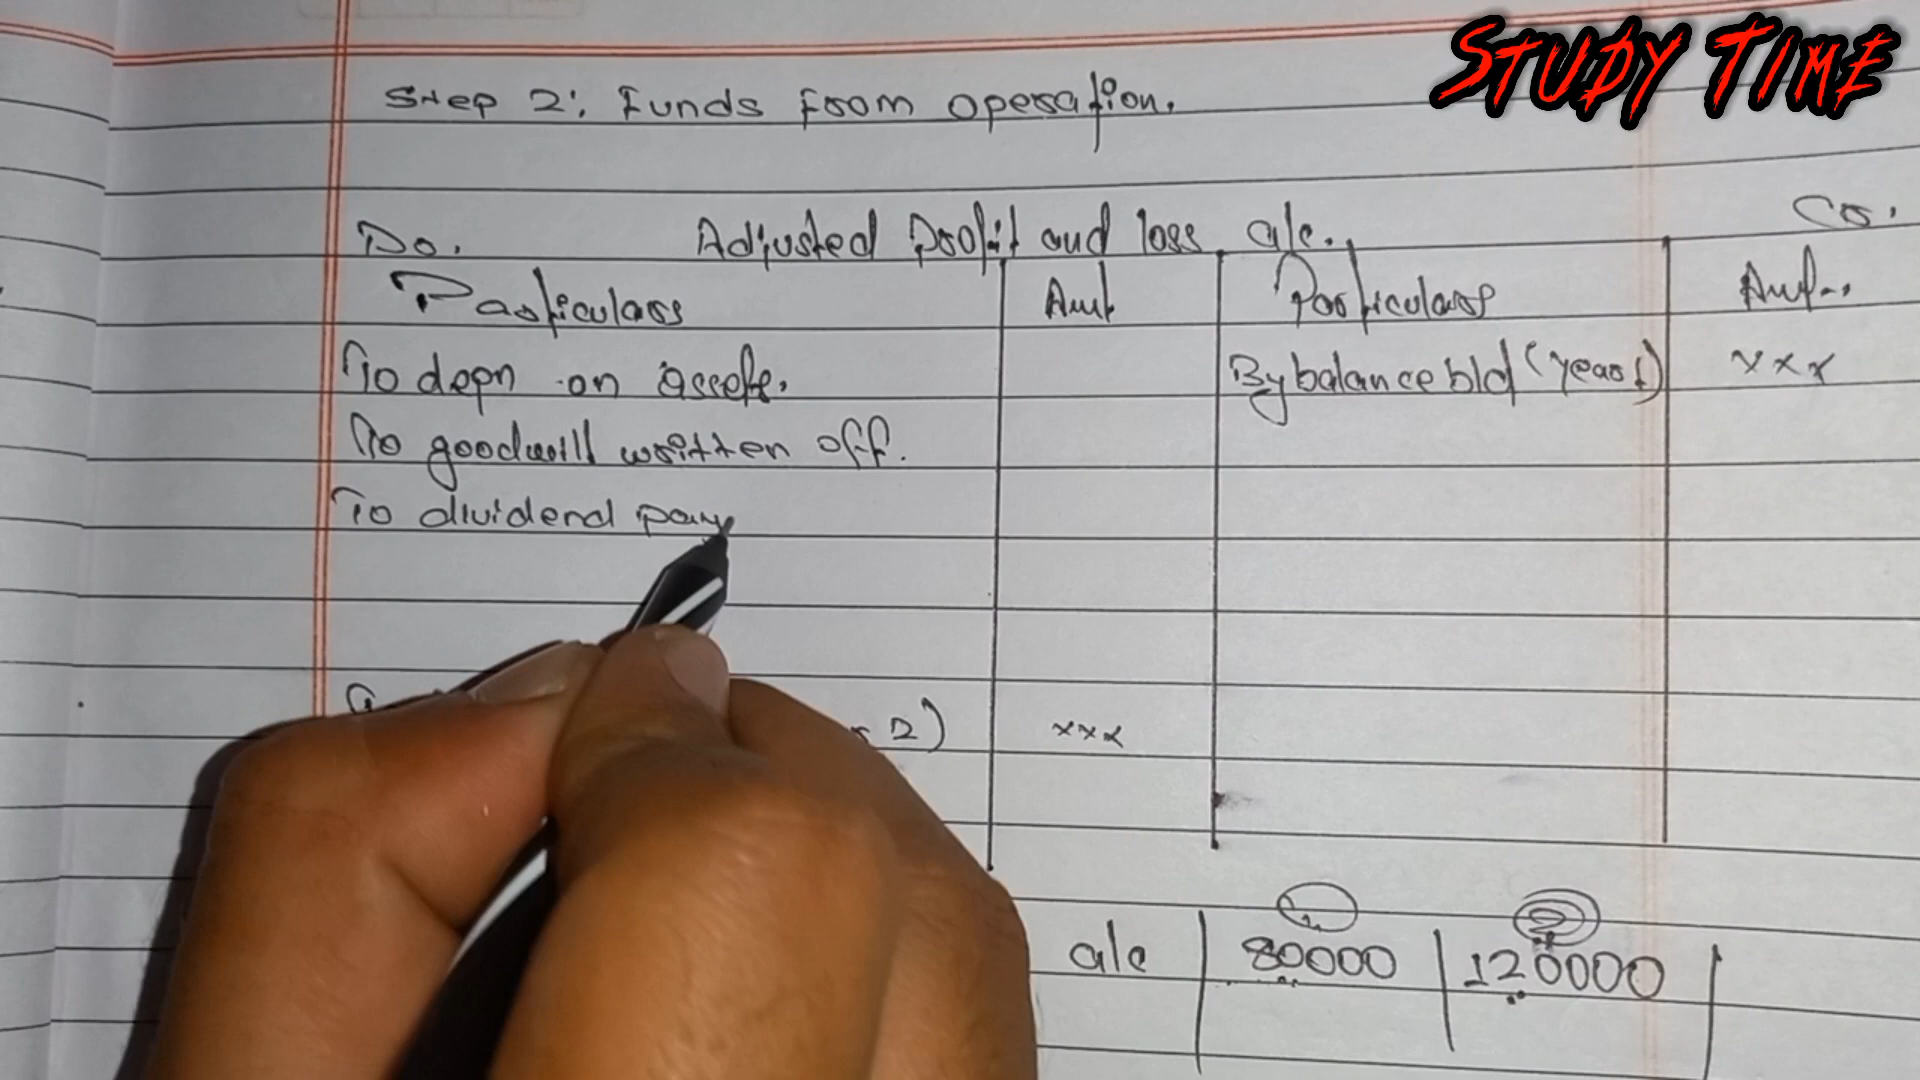 STUDY TIME
Step 2: Funds from operation.
Dr. Adjusted Profit and loss a/c. Cr.
Particulars Amt Particulars Amt..
To depn on assets. By balance b/d (year 1) xxx
To goodwill written off.
To dividend pay
2) xxx
a/c 80000 120000